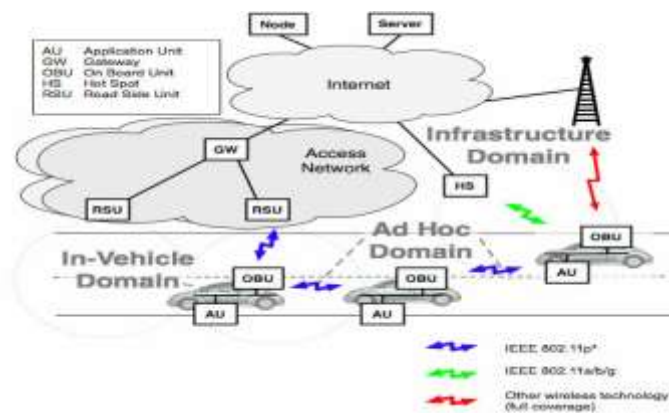 Node
Server
AU Application Unit
GW Gateway
OBU On Board Unit
HS Hot Spot
RSU Road Side Unit
Internet
Infrastructure
Domain
GW
Access
Network
HS
RSU
RSU
Ad Hoc
Domain
In-Vehicle
Domain
OBU
AU
OBU
OBU
AU
AU
IEEE 802.11p*
IEEE 802.11a/b/g
Other wireless technology
(full coverage)